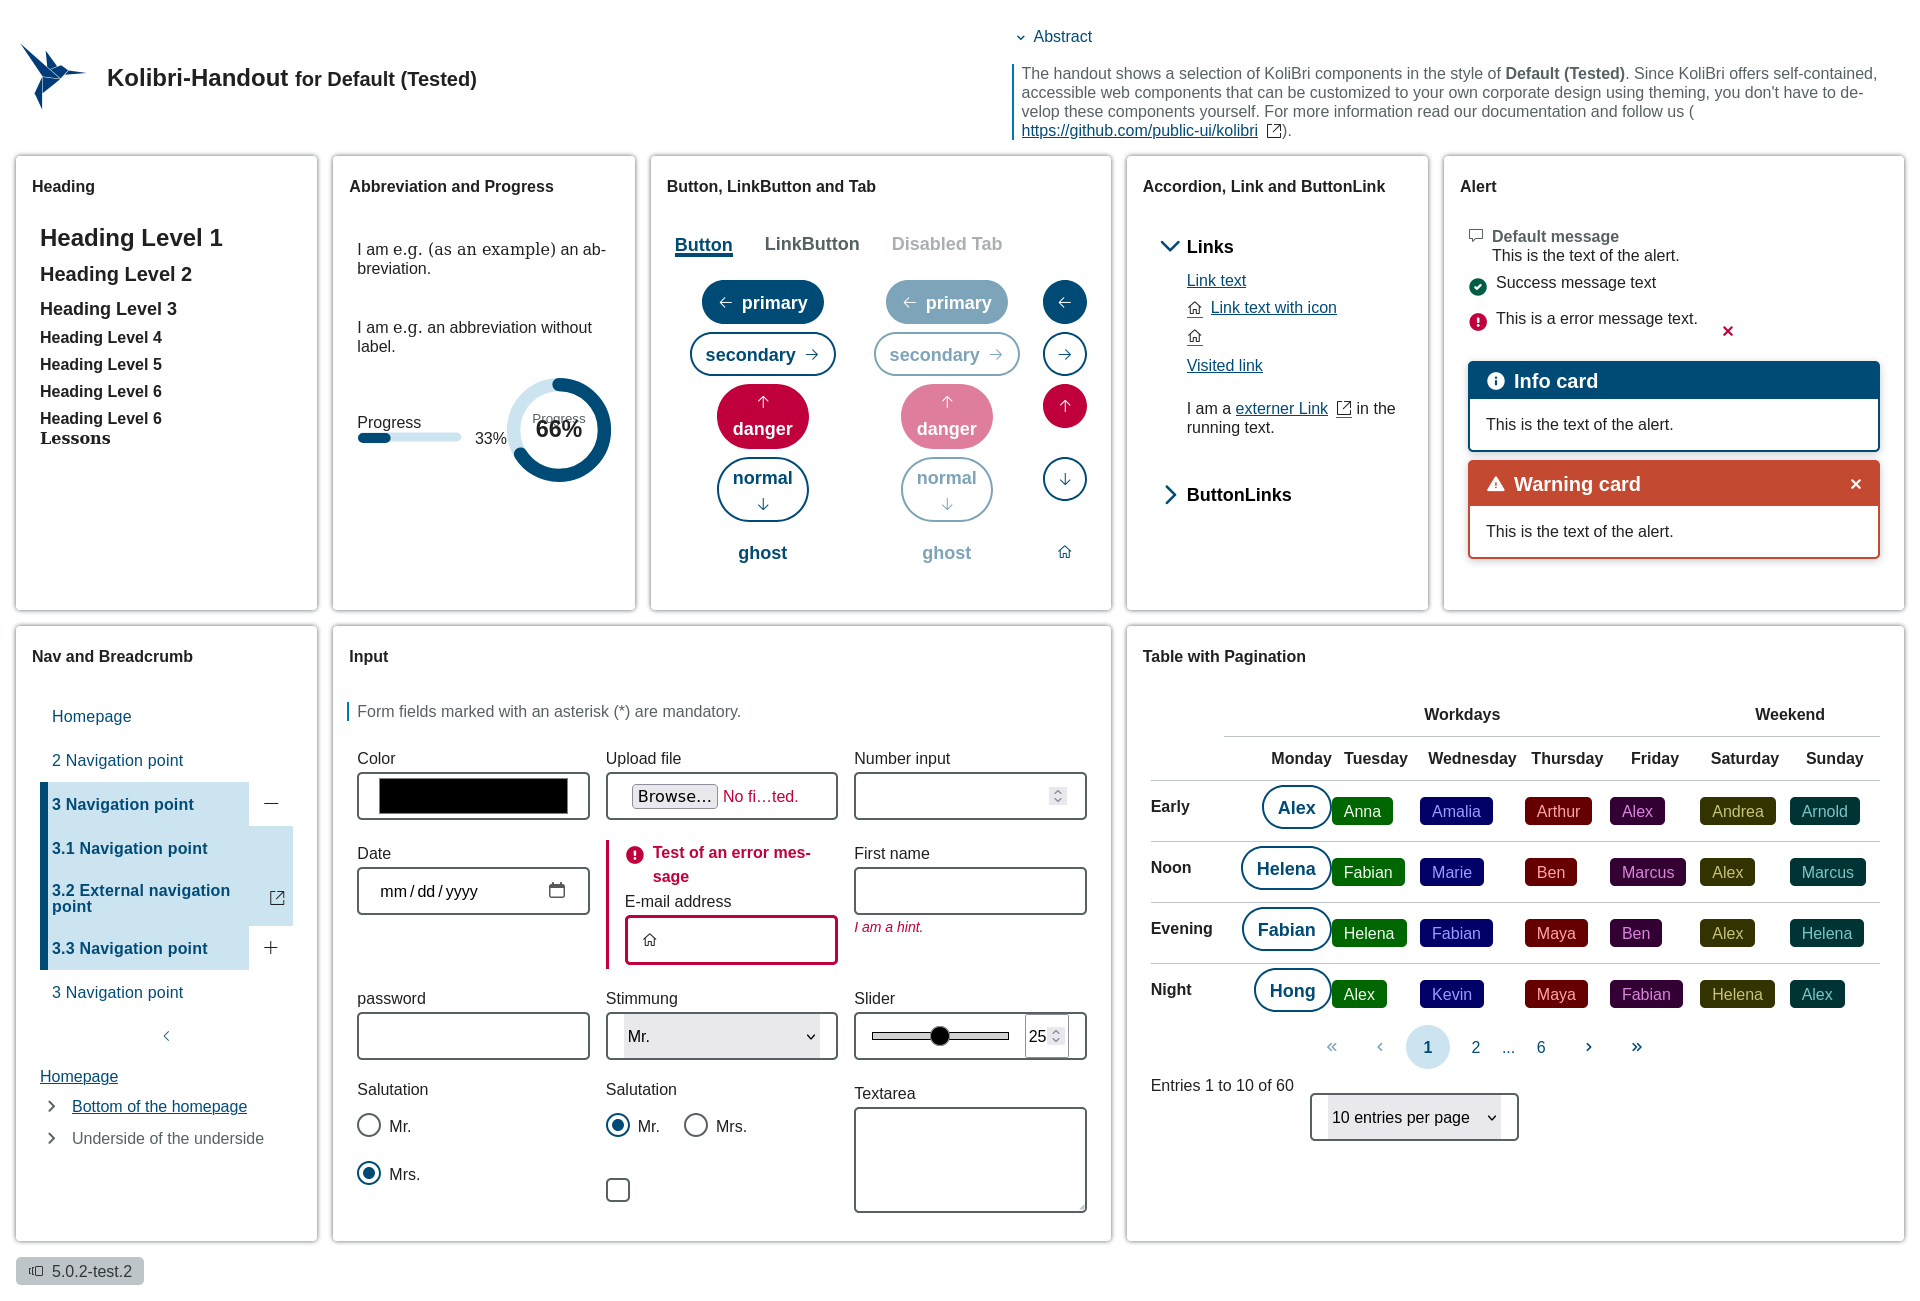 Kolibri-Handout for Default (Tested)
Abstract
The handout shows a selection of KoliBri components in the style of Default (Tested). Since KoliBri offers self-contained,
accessible web components that can be customized to your own corporate design using theming, you don't have to de-
velop these components yourself. For more information read our documentation and follow us (
https://github.com/public-ui/kolibri ).
Heading
Heading Level 1
Heading Level 2
Heading Level 3
Heading Level 4
Heading Level 5
Heading Level 6
Heading Level 6
Lessons
Abbreviation and Progress
I am e.g. (as an example) an ab-
breviation.
I am e.g. an abbreviation without
label.
Progress
33%
Progress
66%
Button, LinkButton and Tab
Button LinkButton Disabled Tab
primary primary
secondary secondary
danger danger
normal normal
ghost ghost
Accordion, Link and ButtonLink
Links
Link text
Link text with icon
Visited link
I am a externer Link in the
running text.
ButtonLinks
Alert
Default message
This is the text of the alert.
Success message text
This is a error message text.
Info card
This is the text of the alert.
Warning card
This is the text of the alert.
Nav and Breadcrumb
Homepage
2 Navigation point
3 Navigation point
3.1 Navigation point
3.2 External navigation
point
3.3 Navigation point
3 Navigation point
Homepage
Bottom of the homepage
Underside of the underside
Input
Form fields marked with an asterisk (*) are mandatory.
Color Upload file Number input
Browse... No fi...ted.
Date
mm / dd / yyyy
Test of an error mes-
sage
E-mail address
First name
I am a hint.
password Stimmung Slider
Mr. 25
Salutation
Mr.
Mrs.
Salutation
Mr. Mrs.
Textarea
Table with Pagination
Workdays Weekend
Monday Tuesday Wednesday Thursday Friday Saturday Sunday
Early Alex Anna Amalia Arthur Alex Andrea Arnold
Noon Helena Fabian Marie Ben Marcus Alex Marcus
Evening Fabian Helena Fabian Maya Ben Alex Helena
Night Hong Alex Kevin Maya Fabian Helena Alex
« ‹ 1 2 ... 6 › »
Entries 1 to 10 of 60
10 entries per page
5.0.2-test.2